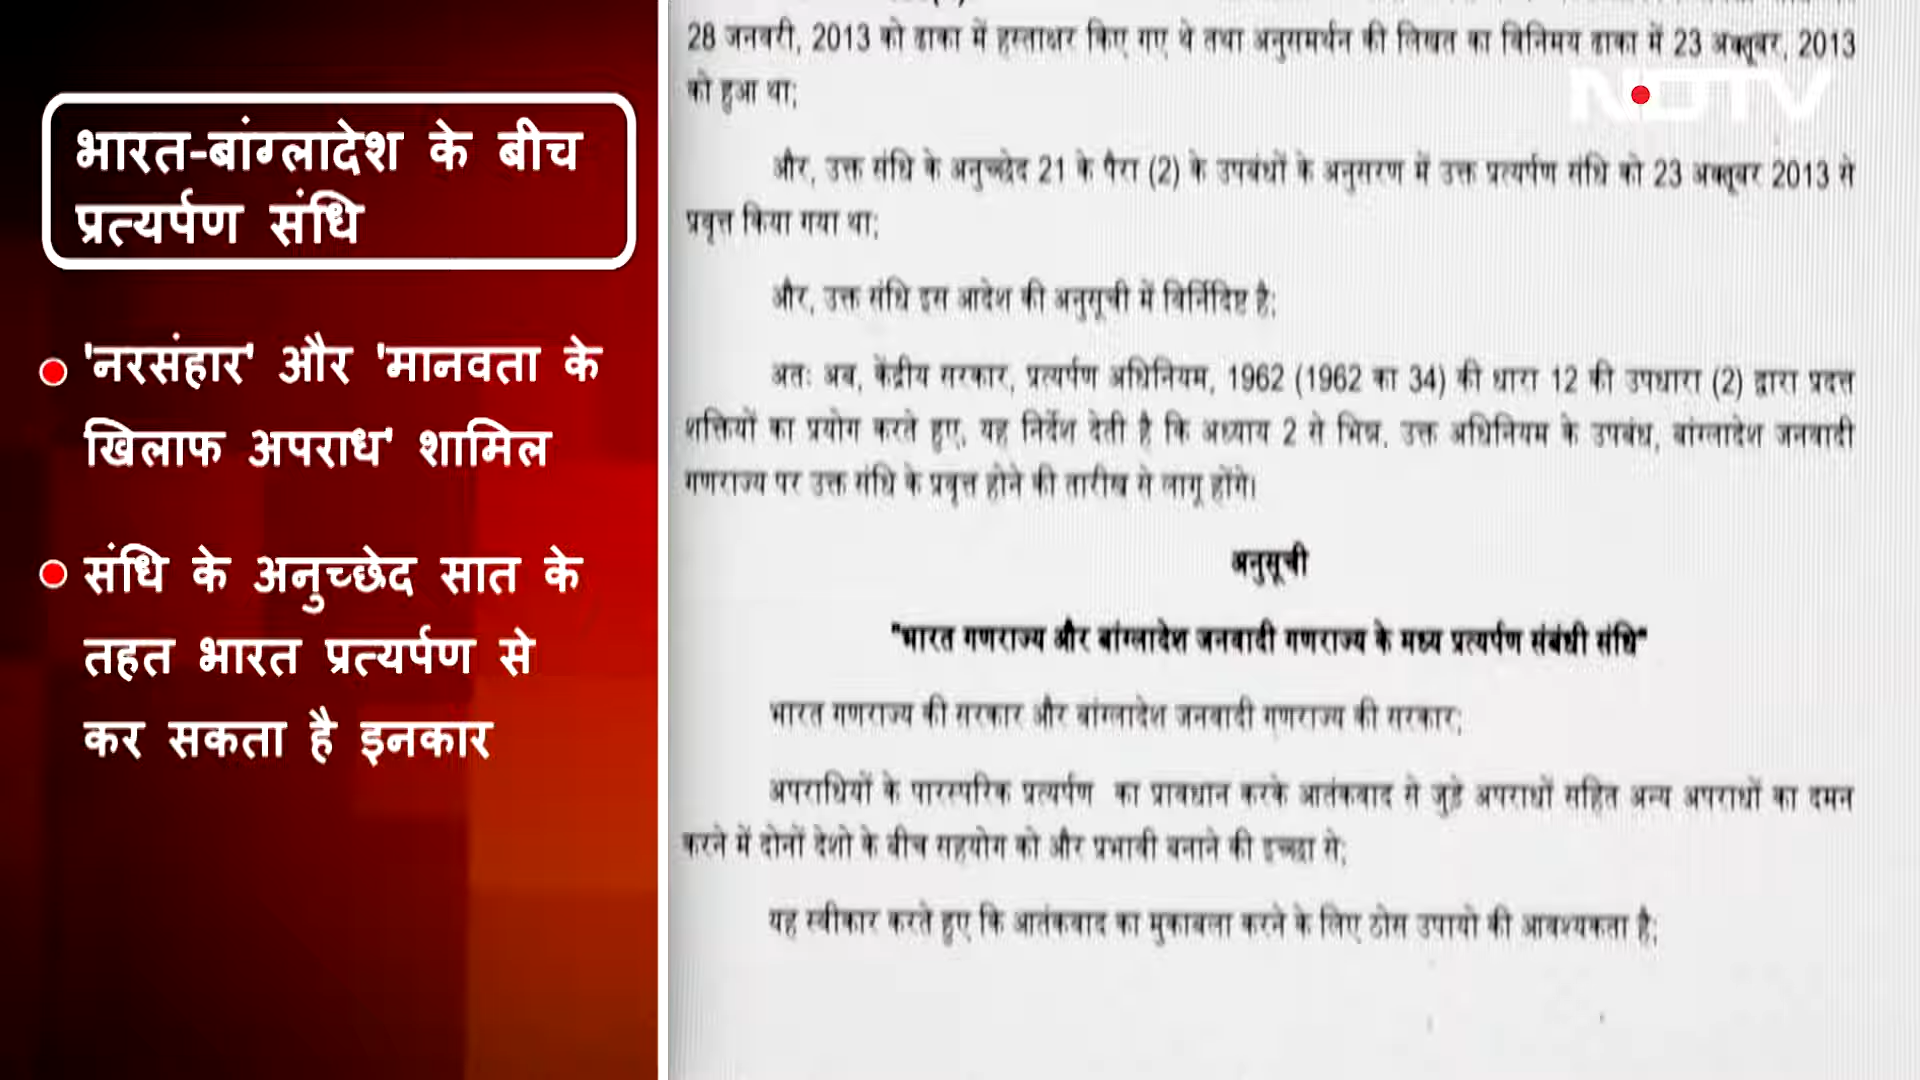 भारत-बांग्लादेश के बीच
प्रत्यर्पण संधि
'नरसंहार' और 'मानवता के
खिलाफ अपराध' शामिल
संधि के अनुच्छेद सात के
तहत भारत प्रत्यर्पण से
कर सकता है इनकार
28 जनवरी, 2013 को ढाका में हस्ताक्षर किए गए थे तथा अनुसमर्थन की लिखत का विनिमय ढाका में 23 अक्तूबर, 2013
को हुआ था;
NDTV
और, उक्त संधि के अनुच्छेद 21 के पैरा (2) के उपबंधों के अनुसरण में उक्त प्रत्यर्पण संधि को 23 अक्तूबर 2013 से
प्रवृत्त किया गया था;
और, उक्त संधि इस आदेश की अनुसूची में विर्निदिष्ट है;
अतः अब, केंद्रीय सरकार, प्रत्यर्पण अधिनियम, 1962 (1962 का 34) की धारा 12 की उपधारा (2) द्वारा प्रदत्त
शक्तियों का प्रयोग करते हुए, यह निर्देश देती है कि अध्याय 2 से भिन्न, उक्त अधिनियम के उपबंध, बांग्लादेश जनवादी
गणराज्य पर उक्त संधि के प्रवृत्त होने की तारीख से लागू होंगे।
अनुसूची
"भारत गणराज्य और बांग्लादेश जनवादी गणराज्य के मध्य प्रत्यर्पण संबंधी संधि"
भारत गणराज्य की सरकार और बांग्लादेश जनवादी गणराज्य की सरकार;
अपराधियों के पारस्परिक प्रत्यर्पण का प्रावधान करके आतंकवाद से जुड़े अपराधों सहित अन्य अपराधों का दमन
करने में दोनों देशो के बीच सहयोग को और प्रभावी बनाने की इच्छा से;
यह स्वीकार करते हुए कि आतंकवाद का मुकाबला करने के लिए ठोस उपायो की आवश्यकता है;